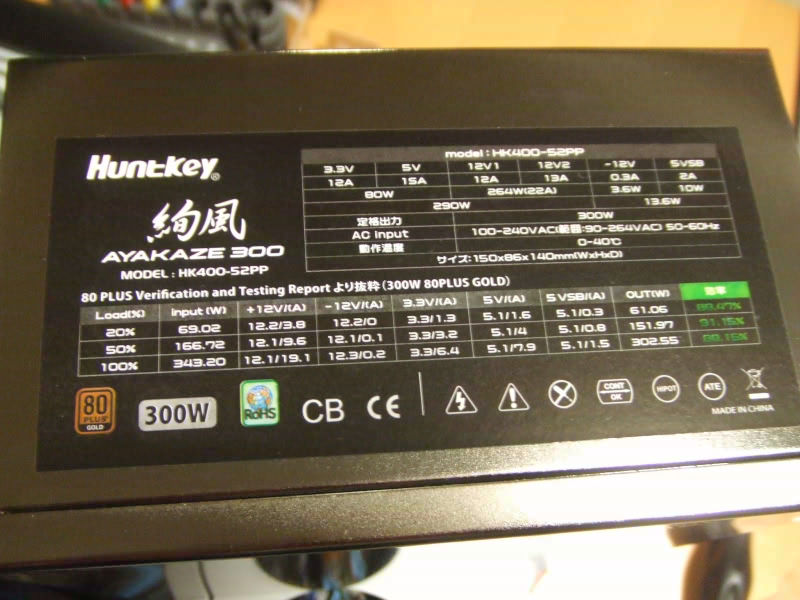 HuntKey®
絢風
AYAKAZE 300
MODEL : HK400-52PP
model : HK400-52PP
3.3V 5V 12V1 12V2 -12V 5VSB
12A 15A 12A 13A 0.3A 2A
80W 264W(22A) 3.6W 10W
290W 13.6W
定格出力 300W
AC input 100-240VAC(範囲:90-264VAC) 50-60Hz
動作温度 0-40℃
サイズ:150x86x140mm(WxHxD)
80 PLUS Verification and Testing Report より抜粋(300W 80PLUS GOLD)
Load(%) Input (W) +12V/(A) -12V/(A) 3.3V/(A) 5V/(A) 5VSB/(A) OUT(W) 効率
20% 69.02 12.2/3.8 12.2/0 3.3/1.3 5.1/1.6 5.1/0.3 61.06 88.47%
50% 166.72 12.1/9.6 12.1/0.1 3.3/3.2 5.1/4 5.1/0.8 151.97 91.15%
100% 343.20 12.1/19.1 12.3/0.2 3.3/6.4 5.1/7.9 5.1/1.5 302.55 88.15%
80
PLUS
GOLD
300W
RoHS
CB
CE
CONT
OK
HIPOT
ATE
MADE IN CHINA